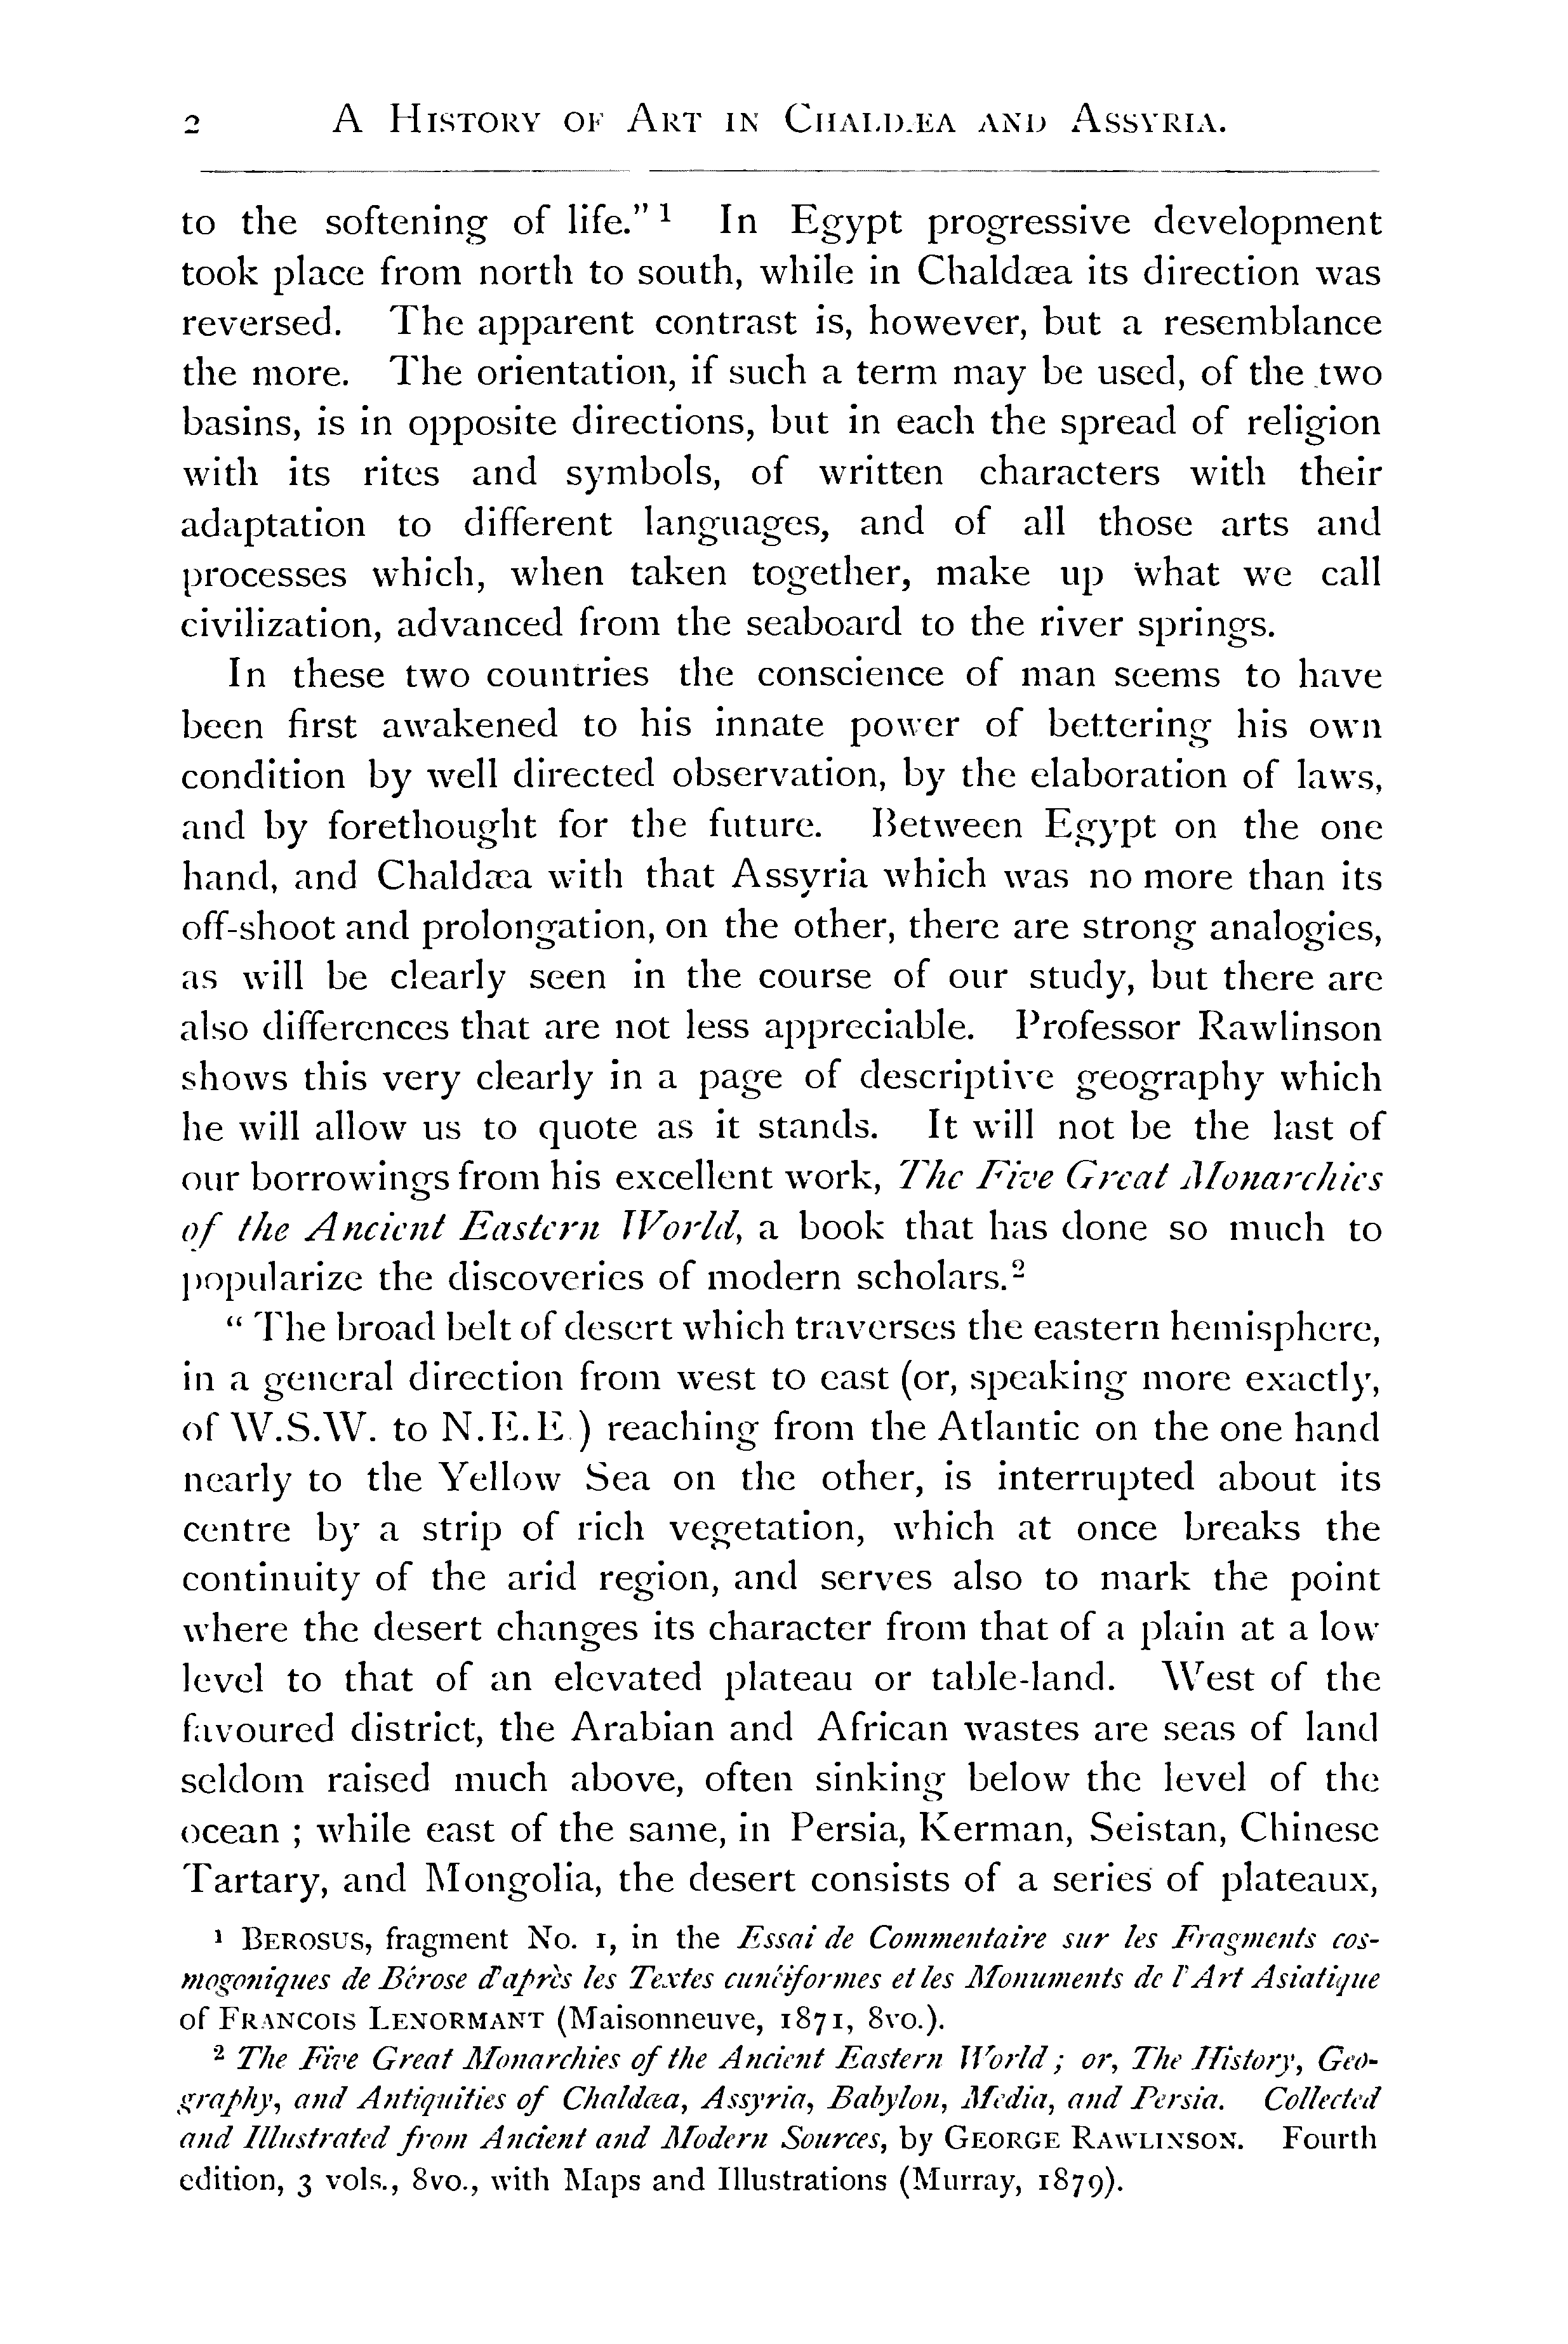 2 A History of Art in Chaldæa and Assyria.
to the softening of life.” 1 In Egypt progressive development
took place from north to south, while in Chaldæa its direction was
reversed. The apparent contrast is, however, but a resemblance
the more. The orientation, if such a term may be used, of the two
basins, is in opposite directions, but in each the spread of religion
with its rites and symbols, of written characters with their
adaptation to different languages, and of all those arts and
processes which, when taken together, make up what we call
civilization, advanced from the seaboard to the river springs.
In these two countries the conscience of man seems to have
been first awakened to his innate power of bettering his own
condition by well directed observation, by the elaboration of laws,
and by forethought for the future. Between Egypt on the one
hand, and Chaldæa with that Assyria which was no more than its
off-shoot and prolongation, on the other, there are strong analogies,
as will be clearly seen in the course of our study, but there are
also differences that are not less appreciable. Professor Rawlinson
shows this very clearly in a page of descriptive geography which
he will allow us to quote as it stands. It will not be the last of
our borrowings from his excellent work, The Five Great Monarchies
of the Ancient Eastern World, a book that has done so much to
popularize the discoveries of modern scholars.2
“ The broad belt of desert which traverses the eastern hemisphere,
in a general direction from west to east (or, speaking more exactly,
of W.S.W. to N.E.E.) reaching from the Atlantic on the one hand
nearly to the Yellow Sea on the other, is interrupted about its
centre by a strip of rich vegetation, which at once breaks the
continuity of the arid region, and serves also to mark the point
where the desert changes its character from that of a plain at a low
level to that of an elevated plateau or table-land. West of the
favoured district, the Arabian and African wastes are seas of land
seldom raised much above, often sinking below the level of the
ocean ; while east of the same, in Persia, Kerman, Seistan, Chinese
Tartary, and Mongolia, the desert consists of a series of plateaux,
1 Berosus, fragment No. 1, in the Essai de Commentaire sur les Fragments cos-
mogoniques de Bérose d'après les Textes cunéiformes et les Monuments de l'Art Asiatique
of Francois Lenormant (Maisonneuve, 1871, 8vo.).
2 The Five Great Monarchies of the Ancient Eastern World ; or, The History, Geo-
graphy, and Antiquities of Chaldæa, Assyria, Babylon, Media, and Persia. Collected
and Illustrated from Ancient and Modern Sources, by George Rawlinson. Fourth
edition, 3 vols., 8vo., with Maps and Illustrations (Murray, 1879).